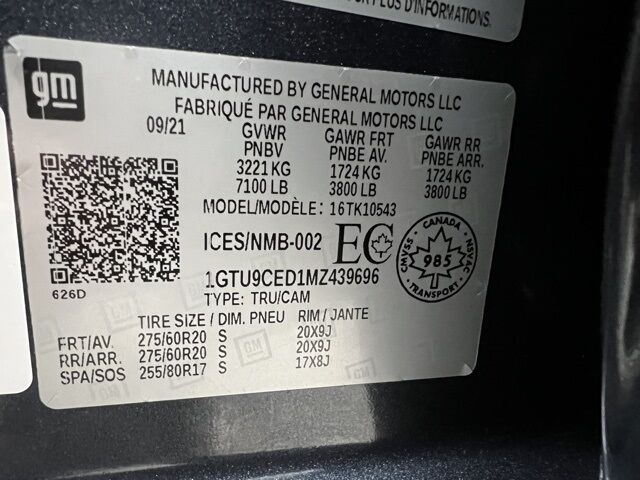 PLUS D'INFORMATIONS.
gm
MANUFACTURED BY GENERAL MOTORS LLC
FABRIQUÉ PAR GENERAL MOTORS LLC
09/21 GVWR GAWR FRT GAWR RR
PNBV PNBE AV. PNBE ARR.
3221 KG 1724 KG 1724 KG
7100 LB 3800 LB 3800 LB
MODEL/MODÈLE: 16TK10543
ICES/NMB-002 EC
CANADA
CMVSS 985 NSVAC
TRANSPORT
1GTU9CED1MZ439696
626D
TYPE: TRU/CAM
TIRE SIZE / DIM. PNEU RIM / JANTE
FRT/AV. 275/60R20 S 20X9J
RR/ARR. 275/60R20 S 20X9J
SPA/SOS 255/80R17 S 17X8J